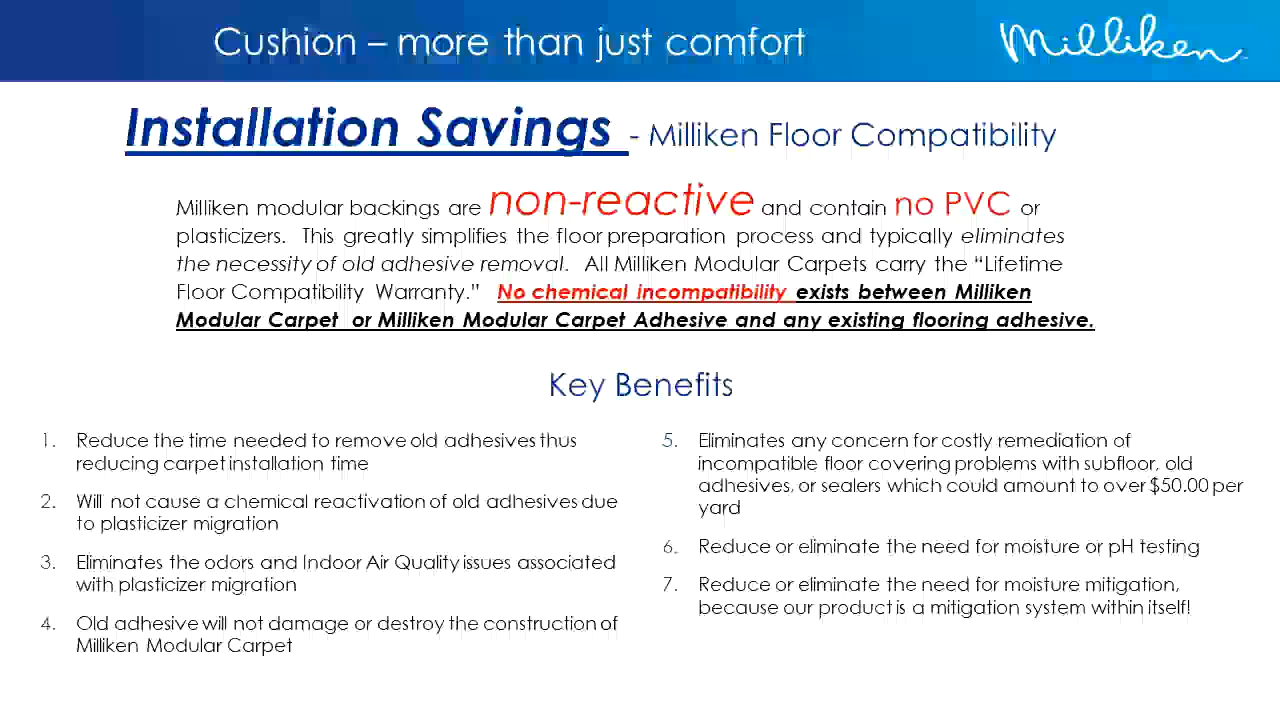 Cushion – more than just comfort
Milliken
Installation Savings - Milliken Floor Compatibility
Milliken modular backings are non-reactive and contain no PVC or
plasticizers. This greatly simplifies the floor preparation process and typically eliminates
the necessity of old adhesive removal. All Milliken Modular Carpets carry the “Lifetime
Floor Compatibility Warranty.” No chemical incompatibility exists between Milliken
Modular Carpet or Milliken Modular Carpet Adhesive and any existing flooring adhesive.
Key Benefits
1. Reduce the time needed to remove old adhesives thus
reducing carpet installation time
2. Will not cause a chemical reactivation of old adhesives due
to plasticizer migration
3. Eliminates the odors and Indoor Air Quality issues associated
with plasticizer migration
4. Old adhesive will not damage or destroy the construction of
Milliken Modular Carpet
5. Eliminates any concern for costly remediation of
incompatible floor covering problems with subfloor, old
adhesives, or sealers which could amount to over $50.00 per
yard
6. Reduce or eliminate the need for moisture or pH testing
7. Reduce or eliminate the need for moisture mitigation,
because our product is a mitigation system within itself!